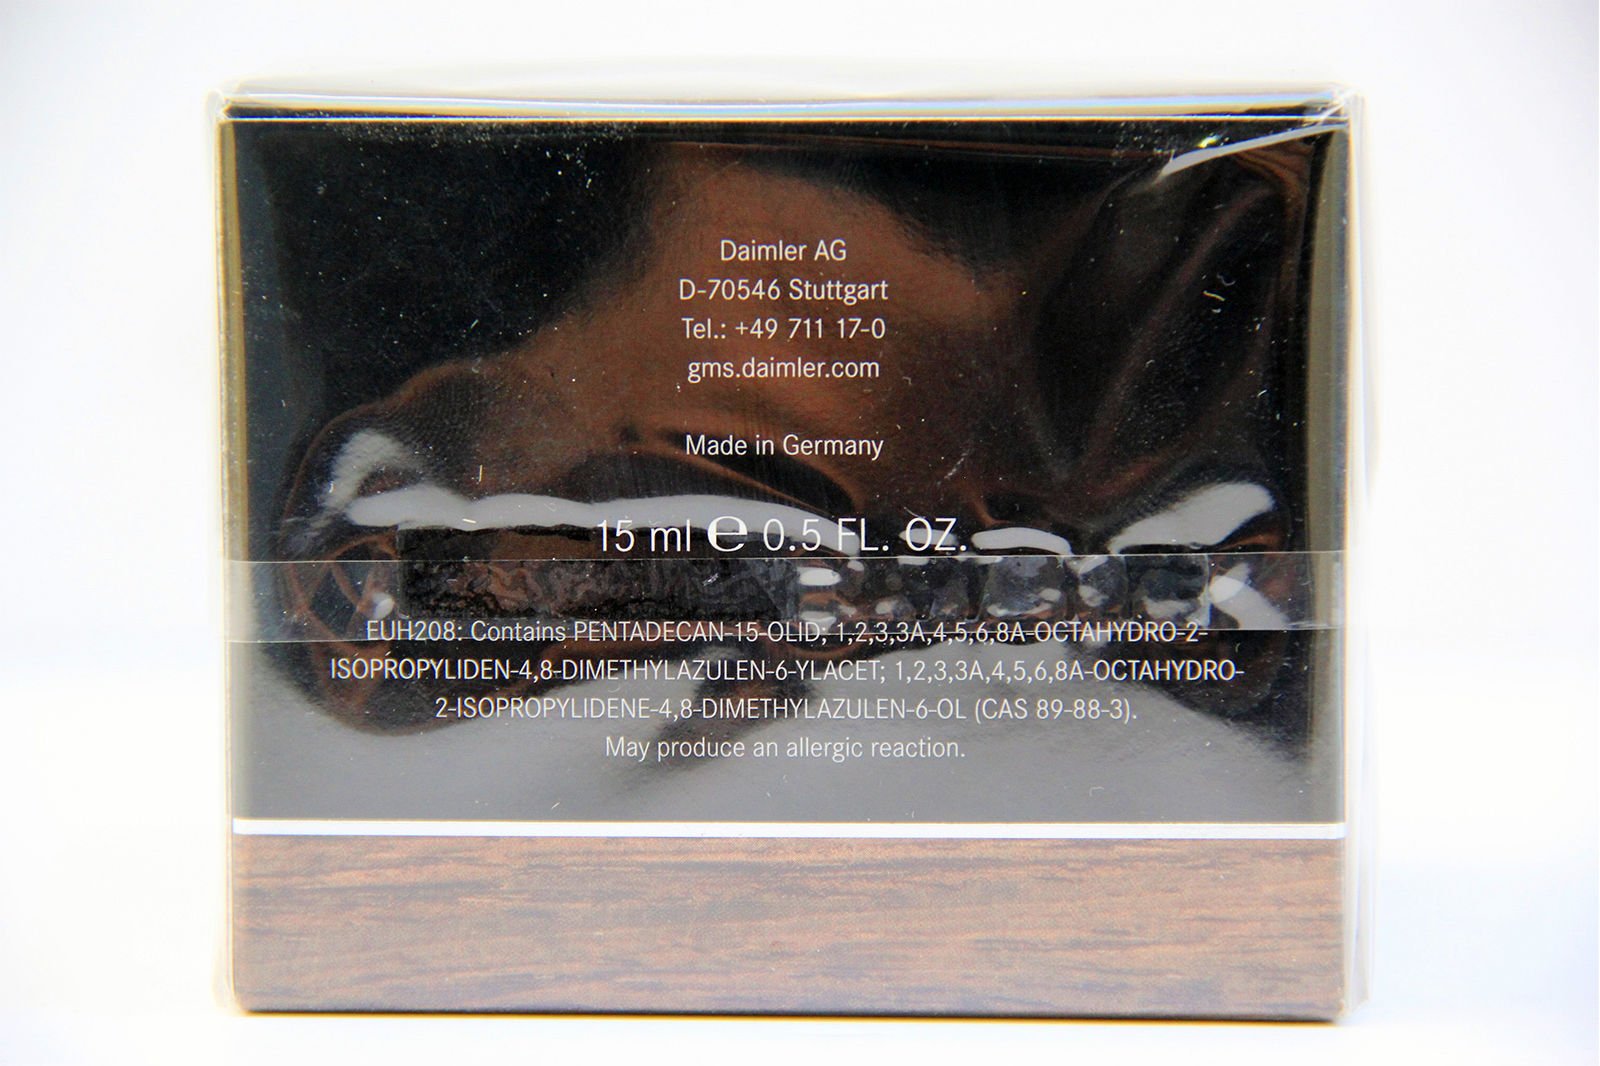 Daimler AG
D-70546 Stuttgart
Tel.: +49 711 17-0
gms.daimler.com
Made in Germany
15 ml ℮ 0.5 FL. OZ.
EUH208: Contains PENTADECAN-15-OLID; 1,2,3,3A,4,5,6,8A-OCTAHYDRO-2-
ISOPROPYLIDEN-4,8-DIMETHYLAZULEN-6-YLACET; 1,2,3,3A,4,5,6,8A-OCTAHYDRO-
2-ISOPROPYLIDENE-4,8-DIMETHYLAZULEN-6-OL (CAS 89-88-3).
May produce an allergic reaction.